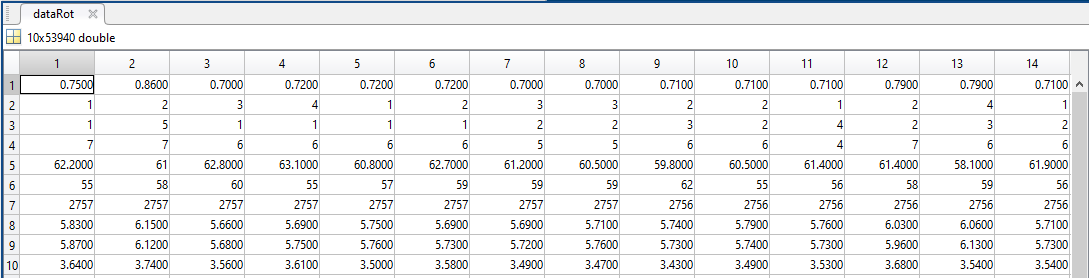 dataRot
10x53940 double
1 2 3 4 5 6 7 8 9 10 11 12 13 14
1 0.7500 0.8600 0.7000 0.7200 0.7200 0.7200 0.7000 0.7000 0.7100 0.7100 0.7100 0.7900 0.7900 0.7100
2 1 2 3 4 1 2 3 3 2 2 1 2 4 1
3 1 5 1 1 1 1 2 2 3 2 4 2 3 2
4 7 7 6 6 6 6 5 5 6 6 4 7 6 6
5 62.2000 61 62.8000 63.1000 60.8000 62.7000 61.2000 60.5000 59.8000 60.5000 61.4000 61.4000 58.1000 61.9000
6 55 58 60 55 57 59 59 59 62 55 56 58 59 56
7 2757 2757 2757 2757 2757 2757 2757 2757 2756 2756 2756 2756 2756 2756
8 5.8300 6.1500 5.6600 5.6900 5.7500 5.6900 5.6900 5.7100 5.7400 5.7900 5.7600 6.0300 6.0600 5.7100
9 5.8700 6.1200 5.6800 5.7500 5.7600 5.7300 5.7200 5.7600 5.7300 5.7400 5.7300 5.9600 6.1300 5.7300
10 3.6400 3.7400 3.5600 3.6100 3.5000 3.5800 3.4900 3.4700 3.4300 3.4900 3.5300 3.6800 3.5400 3.5400